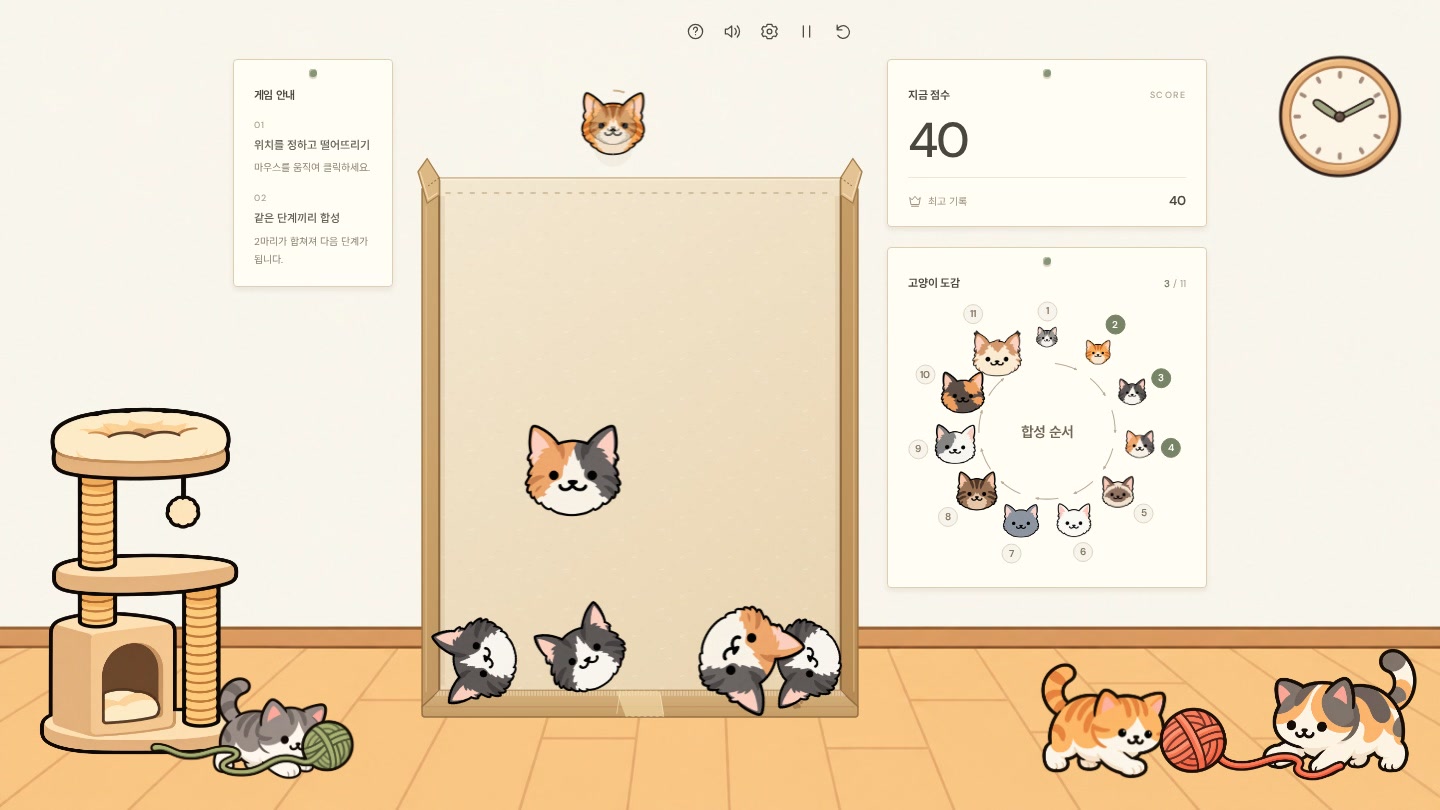 게임 안내
01
위치를 정하고 떨어뜨리기
마우스를 움직여 클릭하세요.
02
같은 단계끼리 합성
2마리가 합쳐져 다음 단계가
됩니다.
지금 점수
SCORE
40
최고 기록
40
고양이 도감
3 / 11
1
2
3
4
5
6
7
8
9
10
11
합성 순서